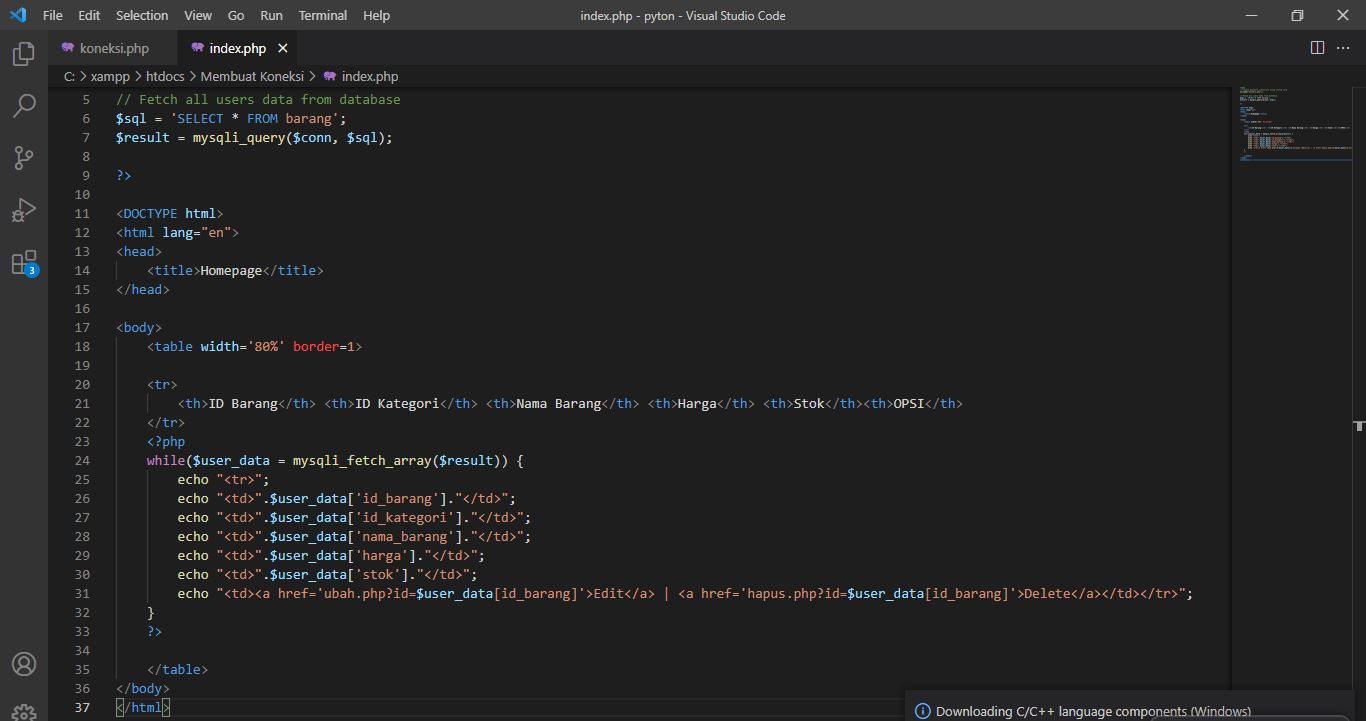 File Edit Selection View Go Run Terminal Help index.php - pyton - Visual Studio Code
koneksi.php index.php
C: > xampp > htdocs > Membuat Koneksi > index.php
5 // Fetch all users data from database
6 $sql = 'SELECT * FROM barang';
7 $result = mysqli_query($conn, $sql);
8
9 ?>
10
11 <DOCTYPE html>
12 <html lang="en">
13 <head>
14 <title>Homepage</title>
15 </head>
16
17 <body>
18 <table width='80%' border=1>
19
20 <tr>
21 <th>ID Barang</th> <th>ID Kategori</th> <th>Nama Barang</th> <th>Harga</th> <th>Stok</th><th>OPSI</th>
22 </tr>
23 <?php
24 while($user_data = mysqli_fetch_array($result)) {
25 echo "<tr>";
26 echo "<td>".$user_data['id_barang']."</td>";
27 echo "<td>".$user_data['id_kategori']."</td>";
28 echo "<td>".$user_data['nama_barang']."</td>";
29 echo "<td>".$user_data['harga']."</td>";
30 echo "<td>".$user_data['stok']."</td>";
31 echo "<td><a href='ubah.php?id=$user_data[id_barang]'>Edit</a> | <a href='hapus.php?id=$user_data[id_barang]'>Delete</a></td></tr>";
32 }
33 ?>
34
35 </table>
36 </body>
37 </html>
3
Downloading C/C++ language components (Windows)